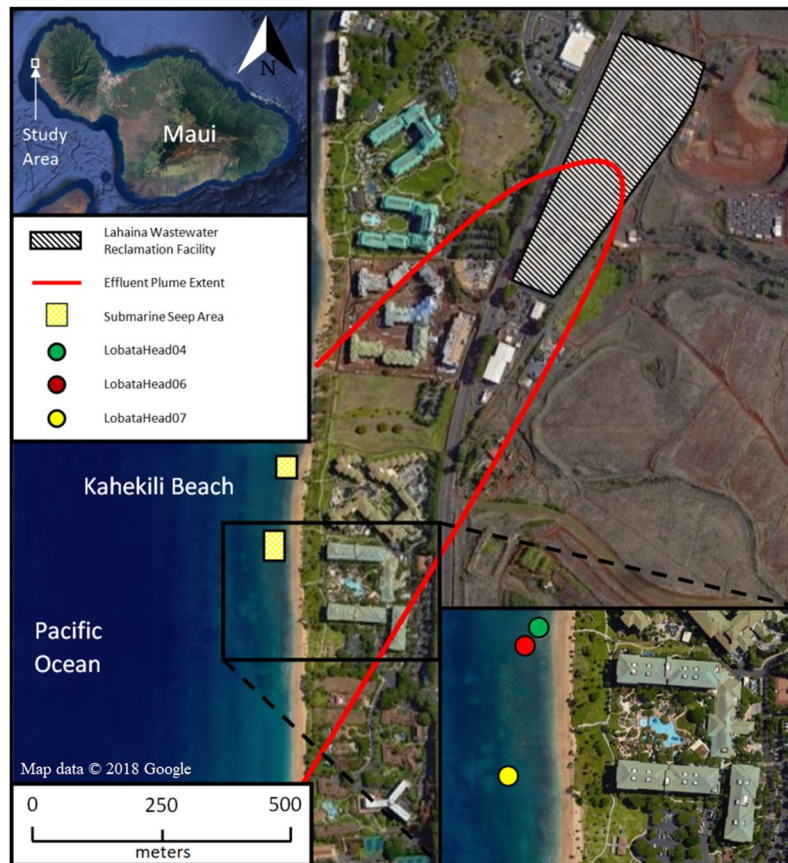 N
Study
Area
Maui
Lahaina Wastewater
Reclamation Facility
Effluent Plume Extent
Submarine Seep Area
LobataHead04
LobataHead06
LobataHead07
Kahekili Beach
Pacific
Ocean
Map data © 2018 Google
0 250 500
meters